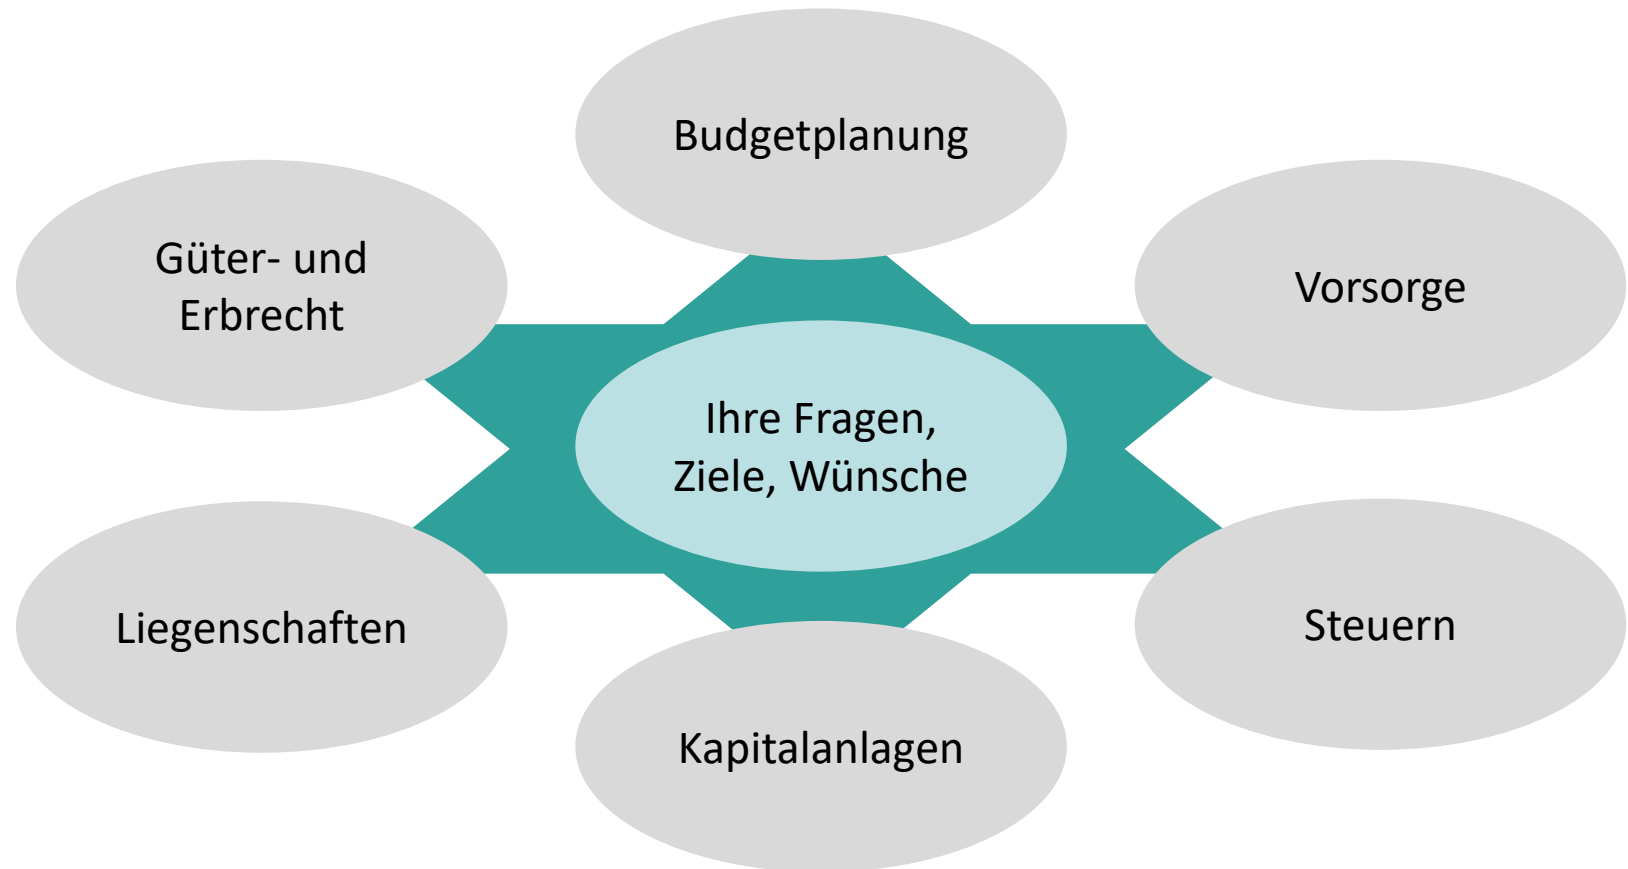 Budgetplanung
Güter- und
Erbrecht
Vorsorge
Ihre Fragen,
Ziele, Wünsche
Liegenschaften
Steuern
Kapitalanlagen